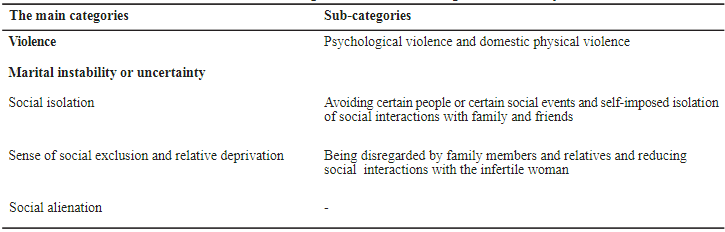 The main categories Sub-categories
Violence Psychological violence and domestic physical violence
Marital instability or uncertainty
Social isolation Avoiding certain people or certain social events and self-imposed isolation
of social interactions with family and friends
Sense of social exclusion and relative deprivation Being disregarded by family members and relatives and reducing
social interactions with the infertile woman
Social alienation -